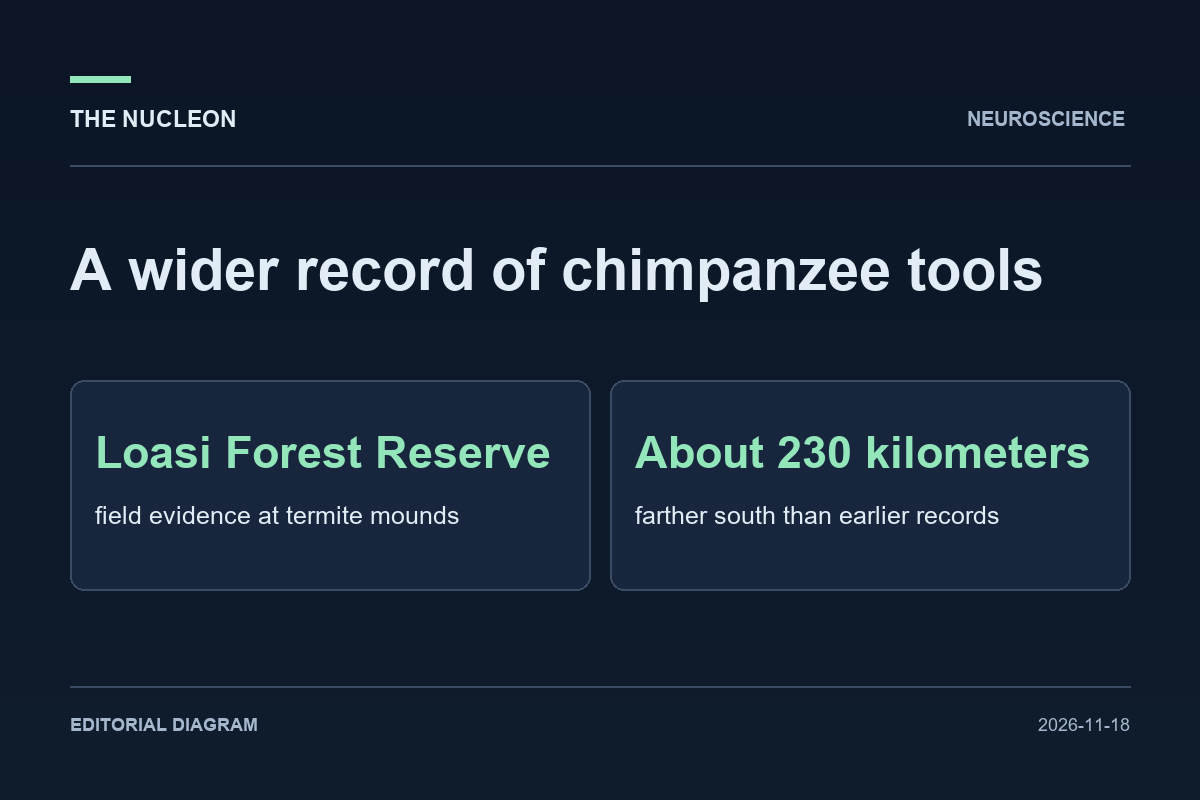 THE NUCLEON
NEUROSCIENCE
A wider record of chimpanzee tools
Loasi Forest Reserve
field evidence at termite mounds
About 230 kilometers
farther south than earlier records
EDITORIAL DIAGRAM
2026-11-18